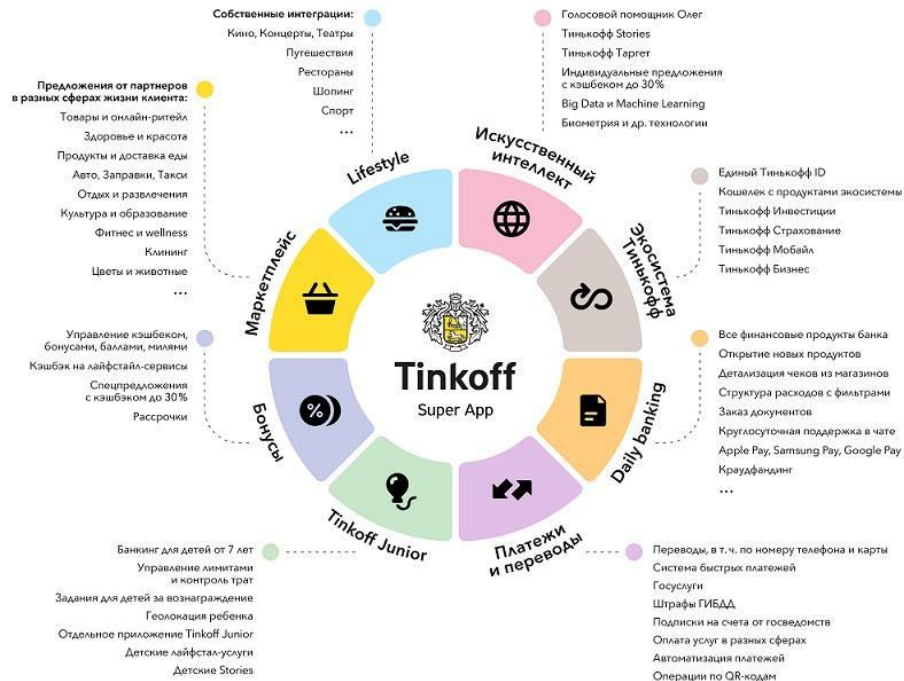 Собственные интеграции:
Кино, Концерты, Театры
Путешествия
Рестораны
Шопинг
Спорт
...
Голосовой помощник Олег
Тинькофф Stories
Тинькофф Таргет
Индивидуальные предложения
с кэшбеком до 30%
Big Data и Machine Learning
Биометрия и др. технологии
Предложения от партнеров
в разных сферах жизни клиента:
Товары и онлайн-ритейл
Здоровье и красота
Продукты и доставка еды
Авто, Заправки, Такси
Отдых и развлечения
Культура и образование
Фитнес и wellness
Клининг
Цветы и животные
...
Единый Тинькофф ID
Кошелек с продуктами экосистемы
Тинькофф Инвестиции
Тинькофф Страхование
Тинькофф Мобайл
Тинькофф Бизнес
Lifestyle
Искусственный
интеллект
Маркетплейс
Экосистема
Тинькофф
Tinkoff
Super App
Бонусы
Daily banking
Tinkoff Junior
Платежи
и переводы
Управление кэшбеком,
бонусами, баллами, милями
Кэшбэк на лайфстайл-сервисы
Спецпредложения
с кэшбэком до 30%
Рассрочки
Все финансовые продукты банка
Открытие новых продуктов
Детализация чеков из магазинов
Структура расходов с фильтрами
Заказ документов
Круглосуточная поддержка в чате
Apple Pay, Samsung Pay, Google Pay
Краудфандинг
...
Банкинг для детей от 7 лет
Управление лимитами
и контроль трат
Задания для детей за вознаграждение
Геолокация ребенка
Отдельное приложение Tinkoff Junior
Детские лайфстал-услуги
Детские Stories
Переводы, в т. ч. по номеру телефона и карты
Система быстрых платежей
Госуслуги
Штрафы ГИБДД
Подписки на счета от госведомств
Оплата услуг в разных сферах
Автоматизация платежей
Операции по QR-кодам